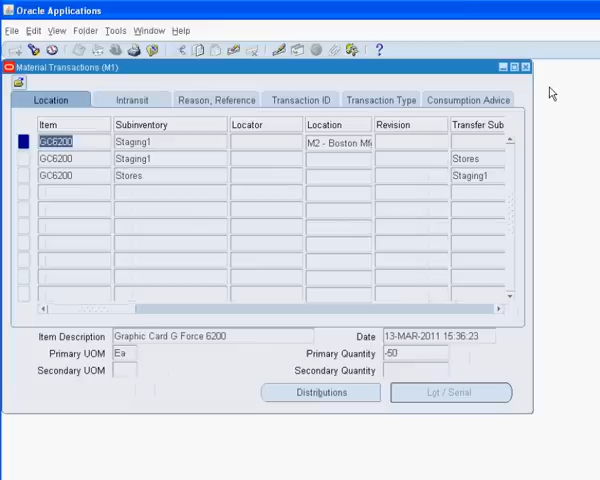 Oracle Applications
File Edit View Folder Tools Window Help
Material Transactions (M1)
Location Intransit Reason, Reference Transaction ID Transaction Type Consumption Advice
Item Subinventory Locator Location Revision Transfer Sub
GC6200 Staging1 M2 - Boston Mfg
GC6200 Staging1 Stores
GC6200 Stores Staging1
Item Description Graphic Card G Force 6200 Date 13-MAR-2011 15:36:23
Primary UOM Ea Primary Quantity -50
Secondary UOM Secondary Quantity
Distributions Lot / Serial